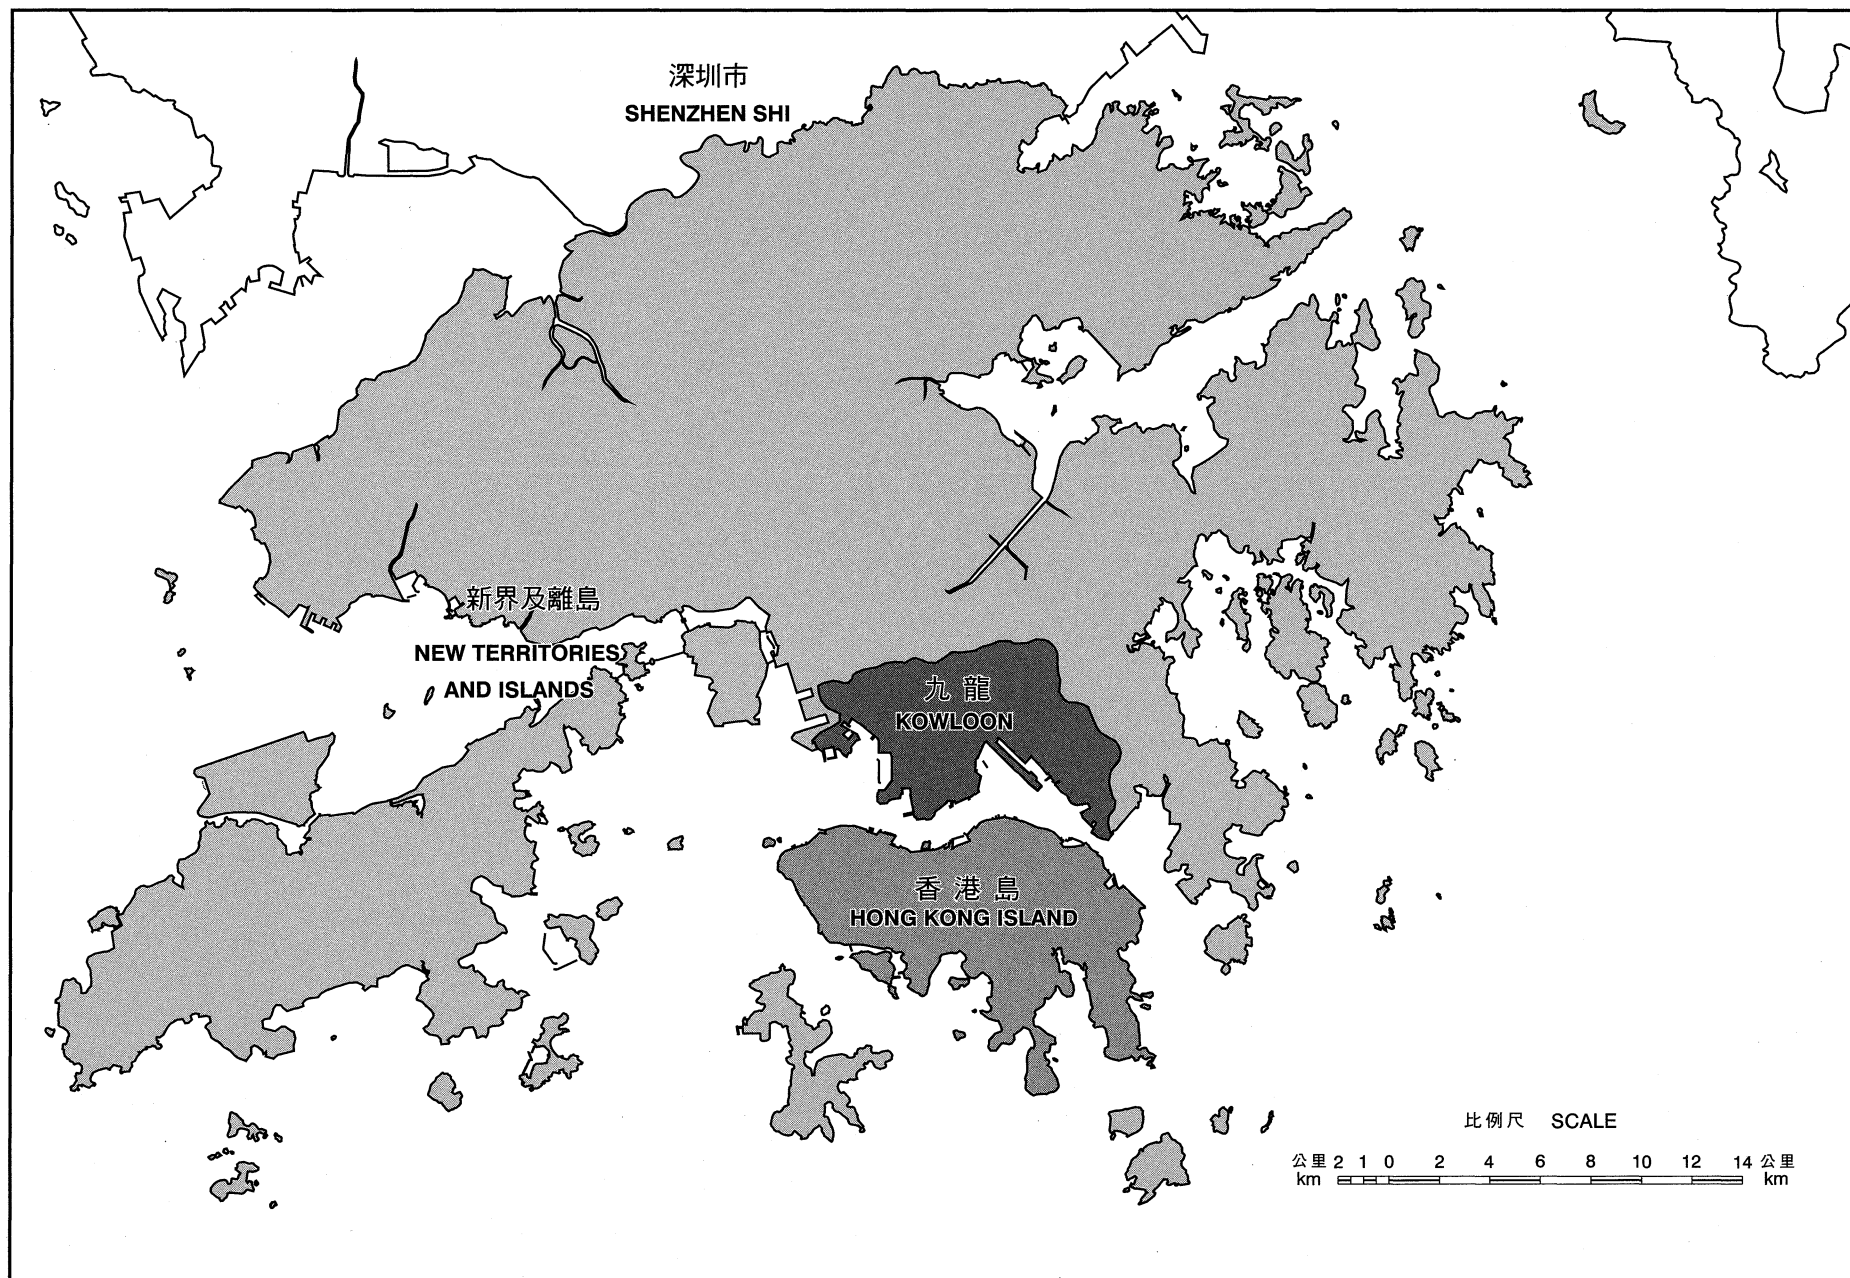 深圳市
SHENZHEN SHI
新界及離島
NEW TERRITORIES
AND ISLANDS
九龍
KOWLOON
香港島
HONG KONG ISLAND
比例尺 SCALE
公里 2 1 0 2 4 6 8 10 12 14 公里
km km